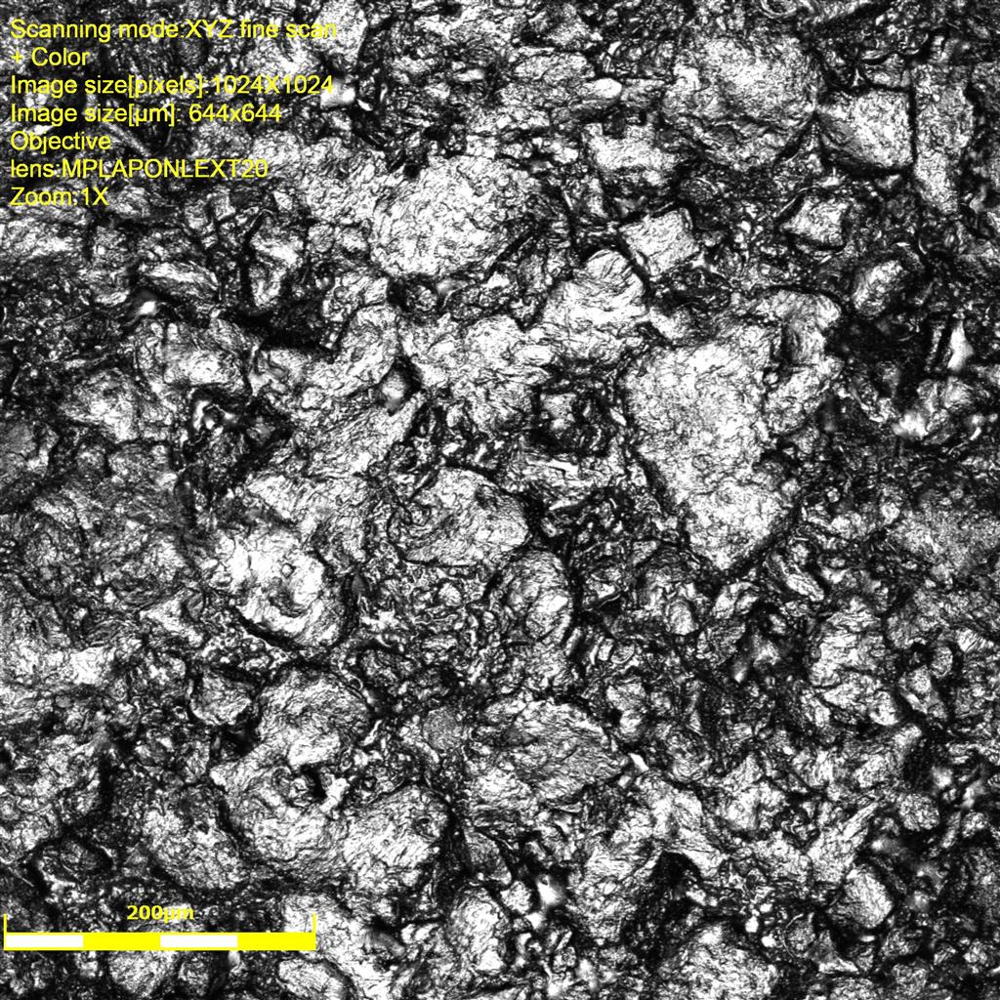 Scanning mode:XYZ fine scan
+ Color
Image size[pixels]:1024X1024
Image size[µm]: 644x644
Objective
lens:MPLAPONLEXT20
Zoom:1X
200µm